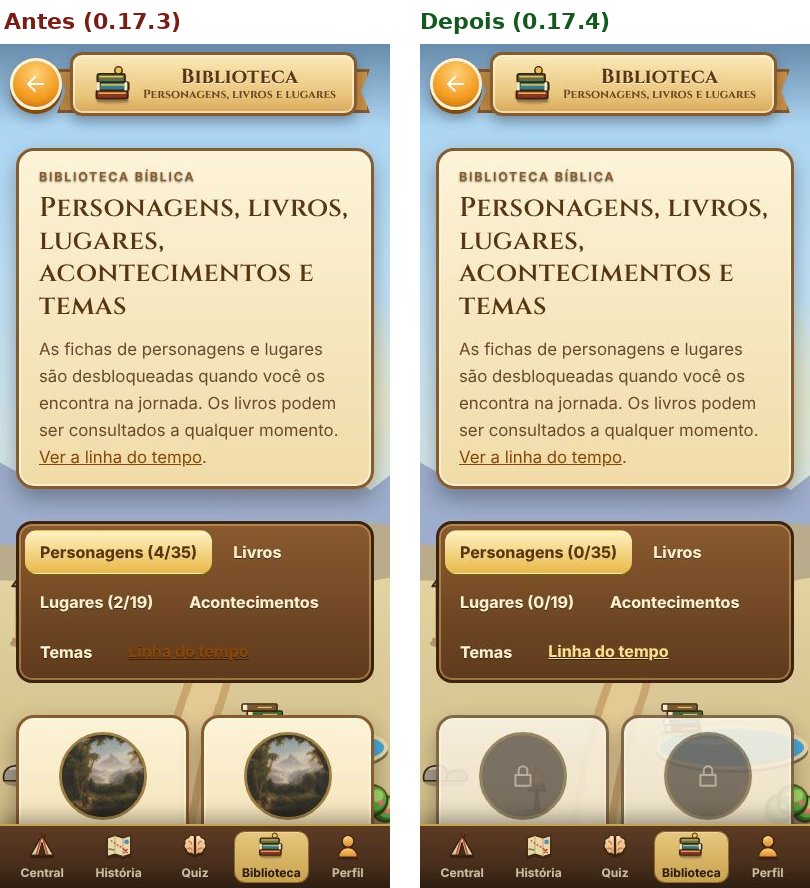 Antes (0.17.3)
Biblioteca
Personagens, livros e lugares
BIBLIOTECA BÍBLICA
Personagens, livros,
lugares,
acontecimentos e
temas
As fichas de personagens e lugares
são desbloqueadas quando você os
encontra na jornada. Os livros podem
ser consultados a qualquer momento.
Ver a linha do tempo.
Personagens (4/35) Livros
Lugares (2/19) Acontecimentos
Temas Linha do tempo
Central História Quiz Biblioteca Perfil
Depois (0.17.4)
Biblioteca
Personagens, livros e lugares
BIBLIOTECA BÍBLICA
Personagens, livros,
lugares,
acontecimentos e
temas
As fichas de personagens e lugares
são desbloqueadas quando você os
encontra na jornada. Os livros podem
ser consultados a qualquer momento.
Ver a linha do tempo.
Personagens (0/35) Livros
Lugares (0/19) Acontecimentos
Temas Linha do tempo
Central História Quiz Biblioteca Perfil